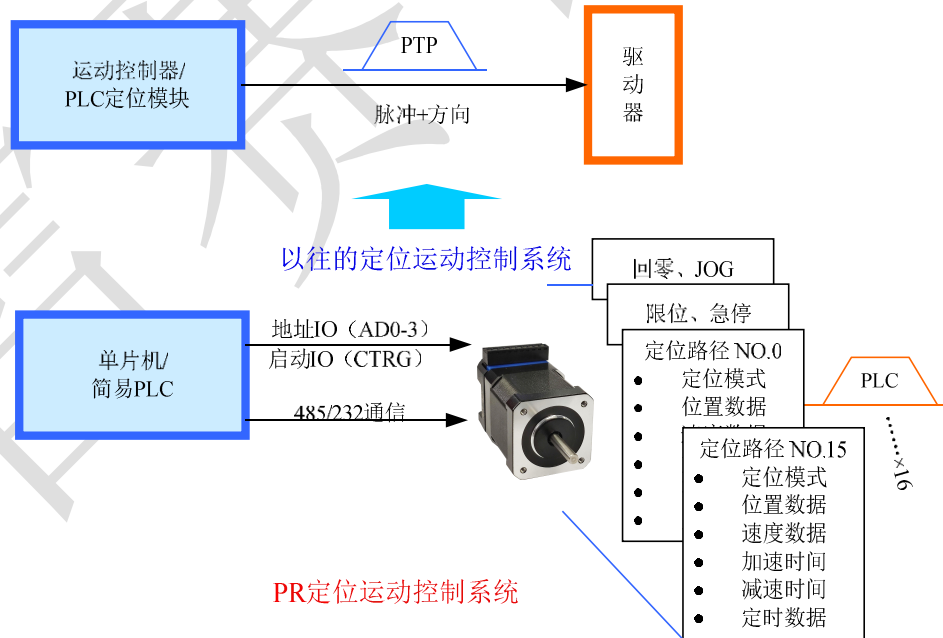 运动控制器/
PLC定位模块
PTP
脉冲+方向
驱
动
器
以往的定位运动控制系统
单片机/
简易PLC
地址IO（AD0-3）
启动IO（CTRG）
485/232通信
回零、JOG
限位、急停
定位路径 NO.0
● 定位模式
● 位置数据
●
●
●
●
定位路径 NO.15
● 定位模式
● 位置数据
● 速度数据
● 加速时间
● 减速时间
● 定时数据
PLC
······×16
PR定位运动控制系统